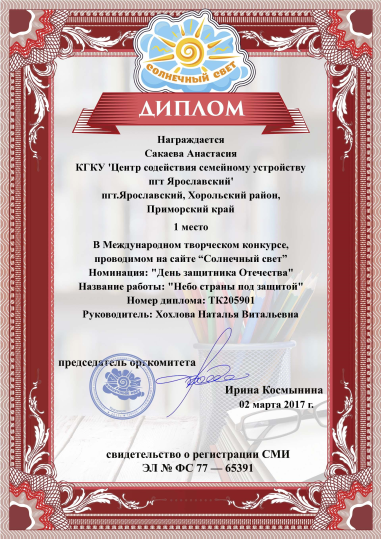 СОЛНЕЧНЫЙ СВЕТ
ДИПЛОМ
Награждается
Сакаева Анастасия
КГКУ 'Центр содействия семейному устройству
пгт Ярославский'
пгт.Ярославский, Хорольский район,
Приморский край
1 место
В Международном творческом конкурсе,
проводимом на сайте “Солнечный свет”
Номинация: "День защитника Отечества"
Название работы: "Небо страны под защитой"
Номер диплома: ТК205901
Руководитель: Хохлова Наталья Витальевна
председатель оргкомитета
Ирина Космынина
02 марта 2017 г.
свидетельство о регистрации СМИ
ЭЛ № ФС 77 — 65391